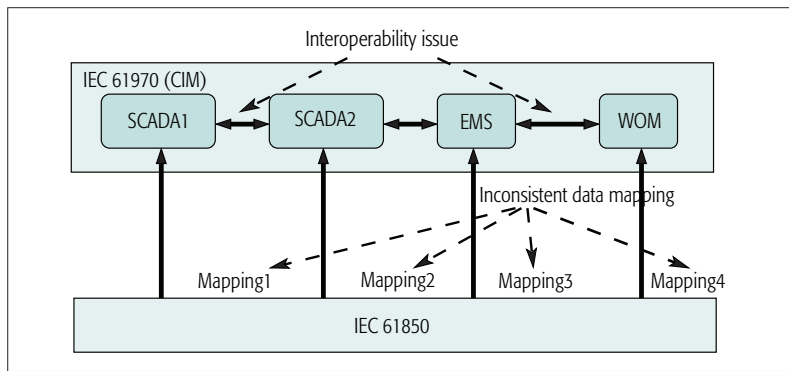 Interoperability issue
IEC 61970 (CIM)
SCADA1
SCADA2
EMS
WOM
Inconsistent data mapping
Mapping1
Mapping2
Mapping3
Mapping4
IEC 61850